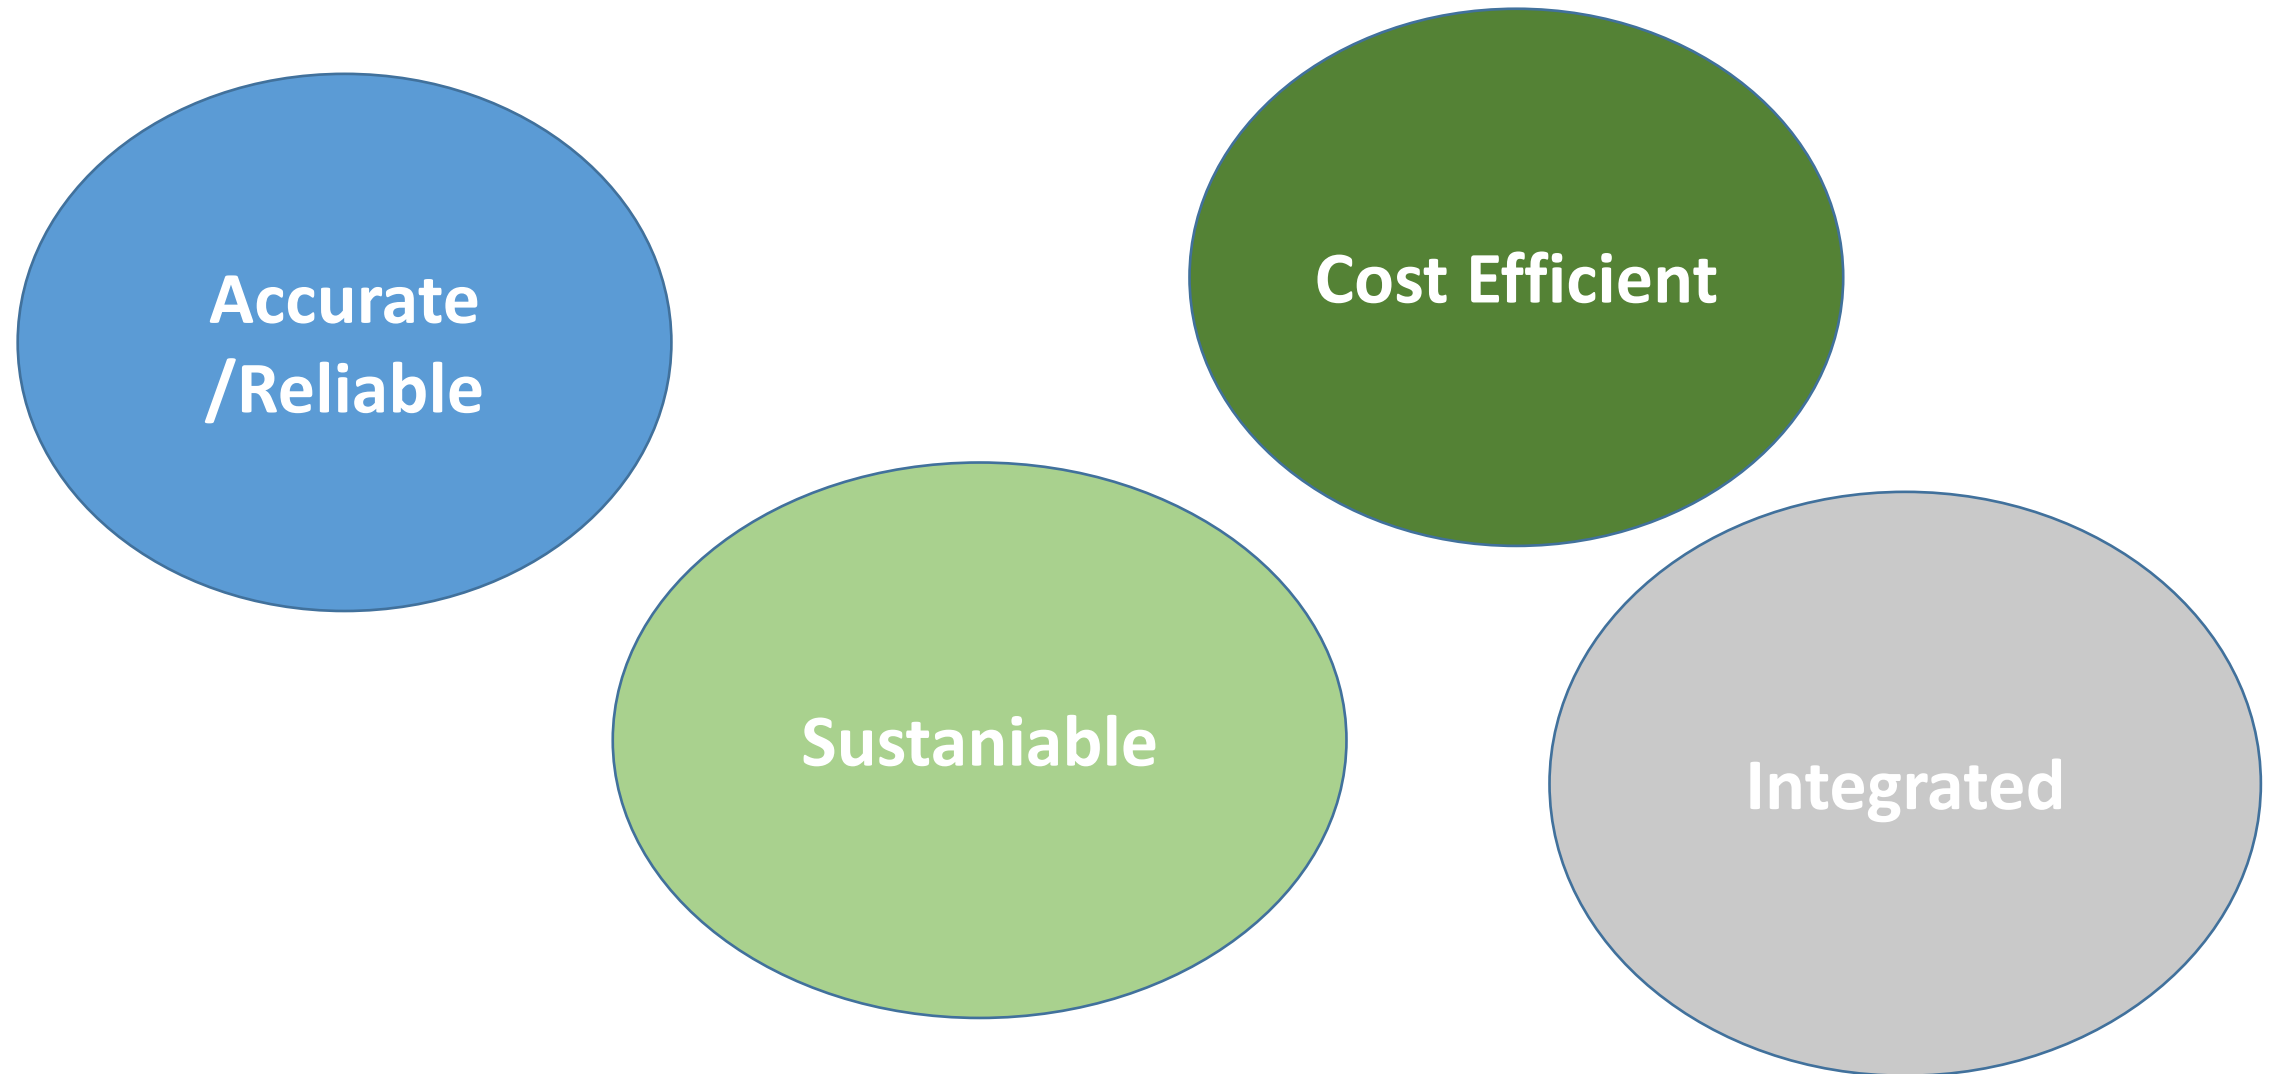 Accurate
/Reliable
Cost Efficient
Sustaniable
Integrated